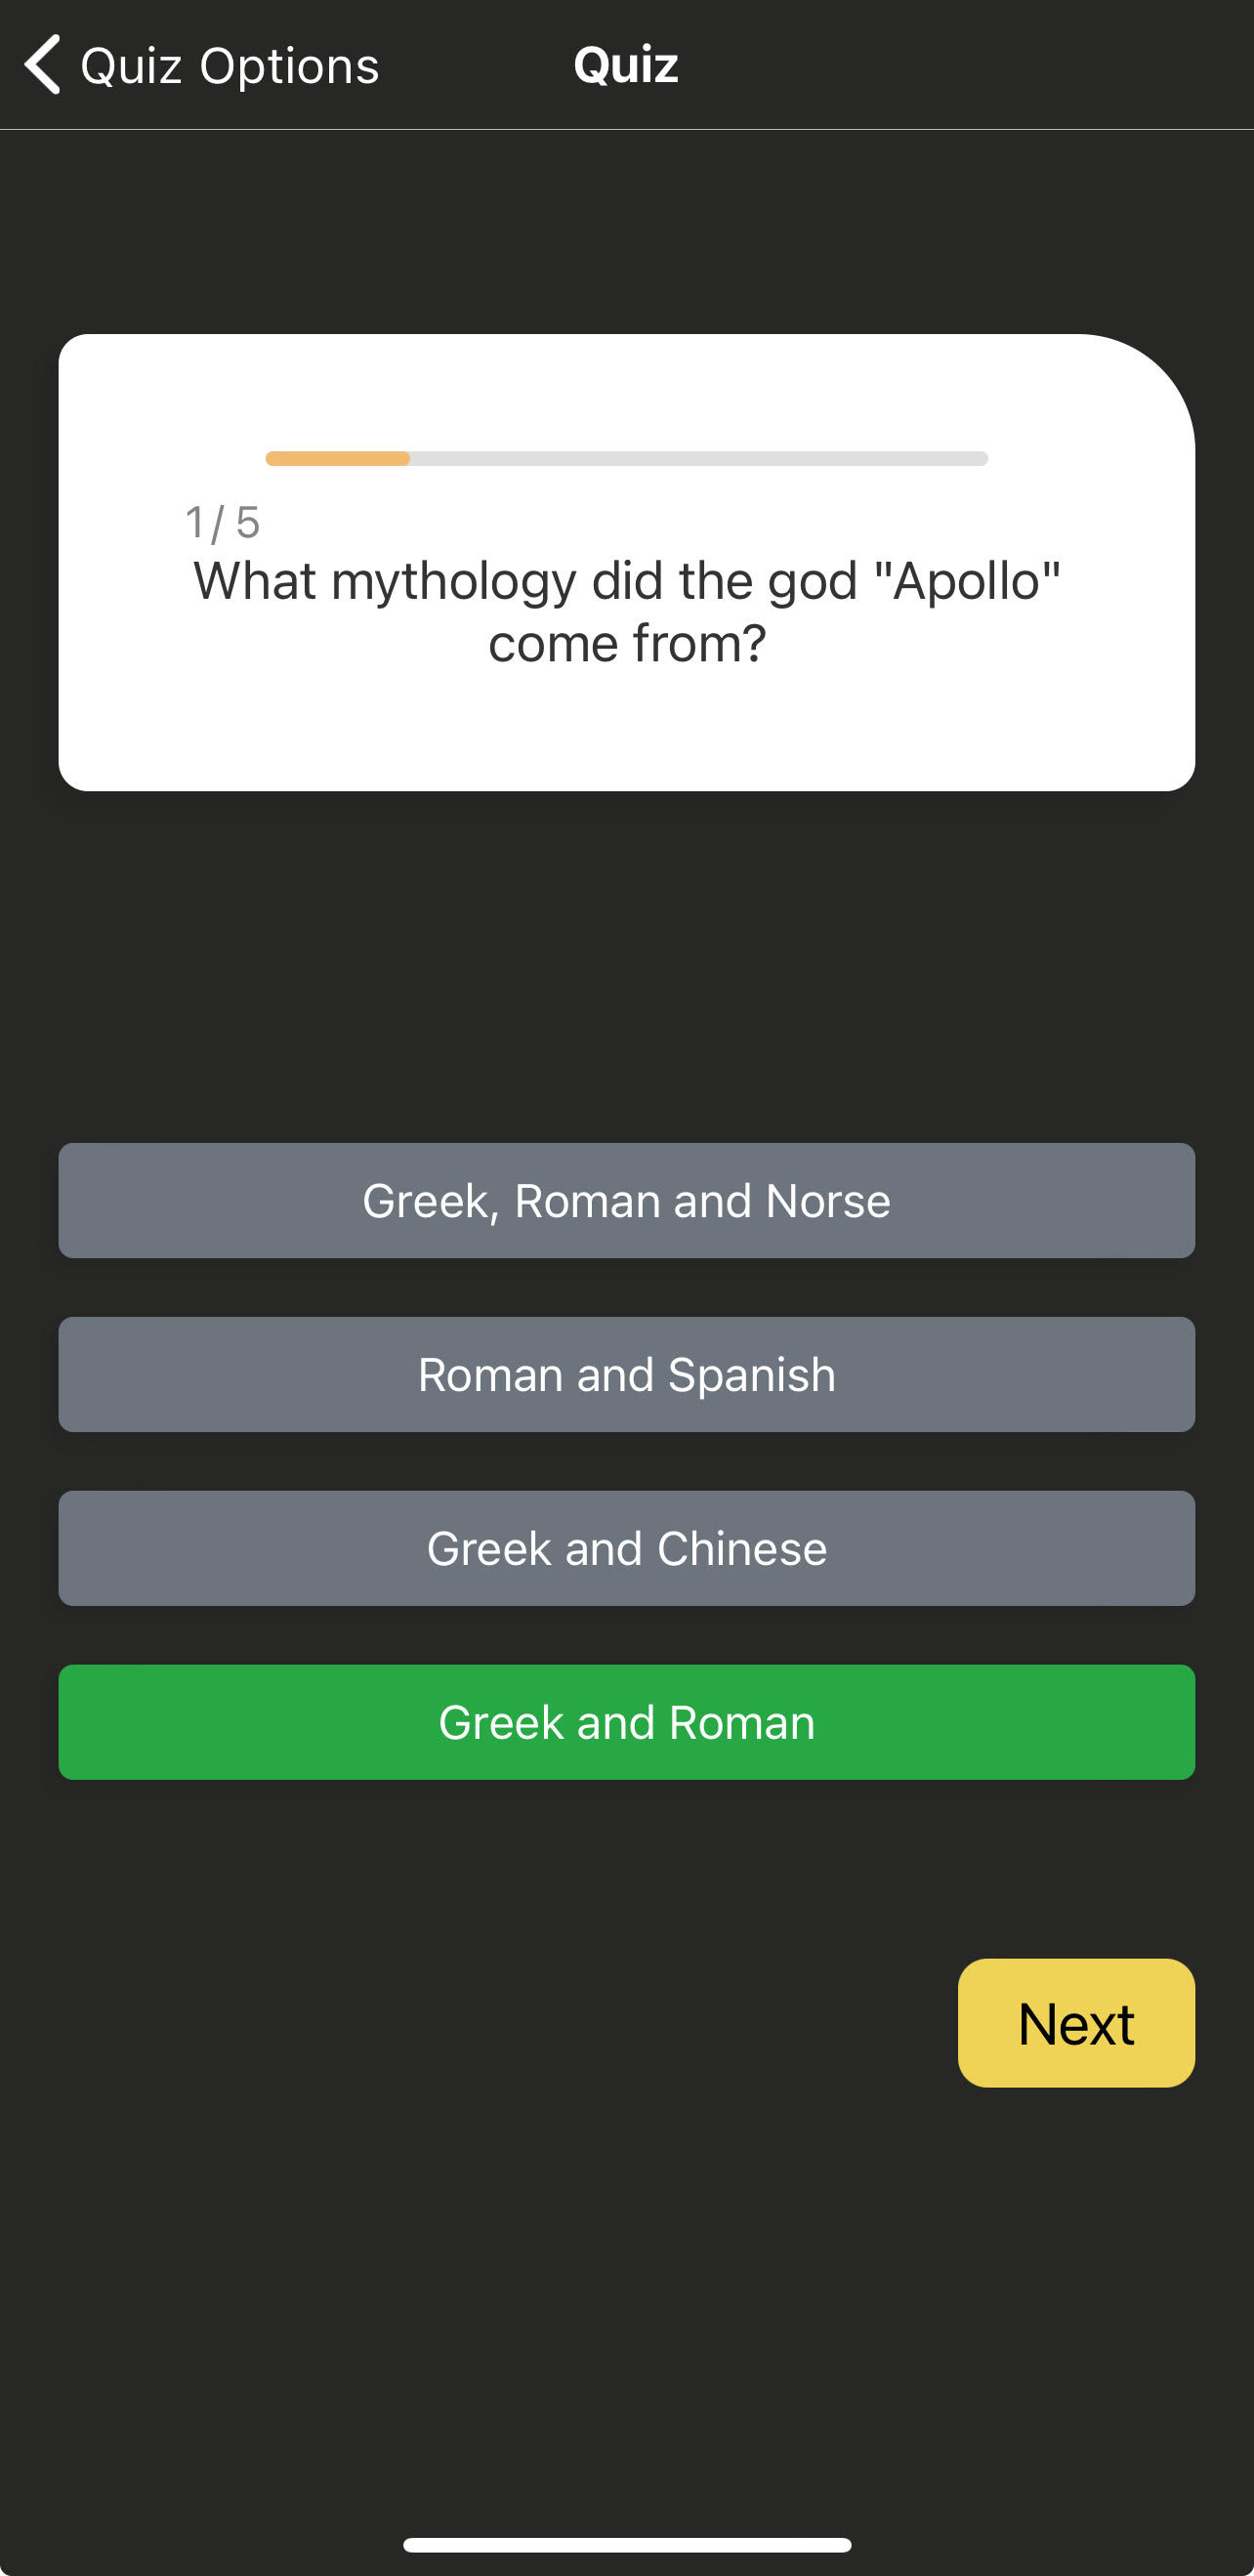 Quiz Options
Quiz
1 / 5
What mythology did the god "Apollo"
come from?
Greek, Roman and Norse
Roman and Spanish
Greek and Chinese
Greek and Roman
Next